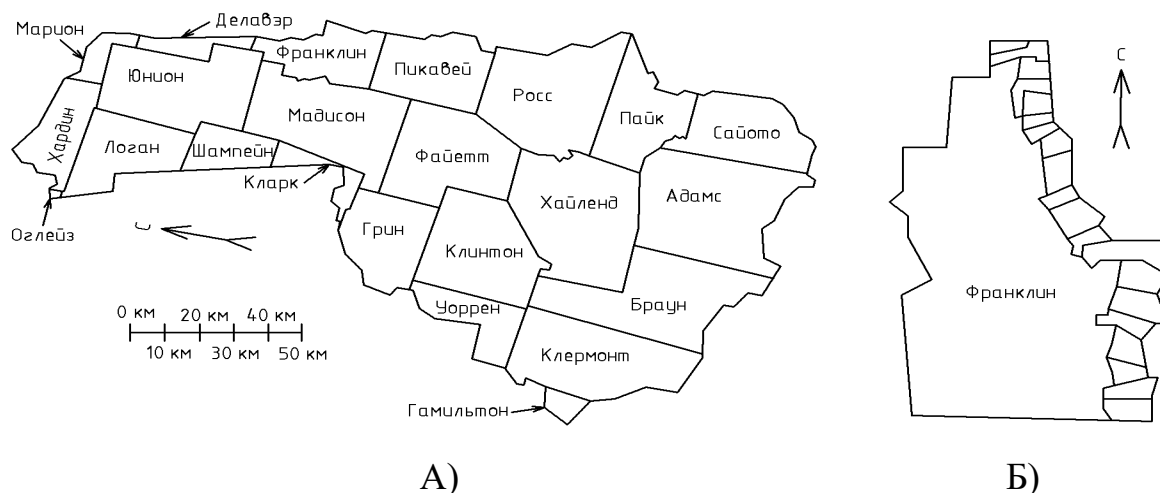 Делавэр
Марион
Франклин
Пикавей
Юнион
Росс
Мадисон
Пайк
Сайото
Хардин
Логан
Шампейн
Файетт
Кларк
Хайленд
Адамс
С
Оглейз
Грин
Клинтон
Уоррен
Браун
0 км 20 км 40 км
10 км 30 км 50 км
Клермонт
Гамильтон
А)
С
Франклин
Б)